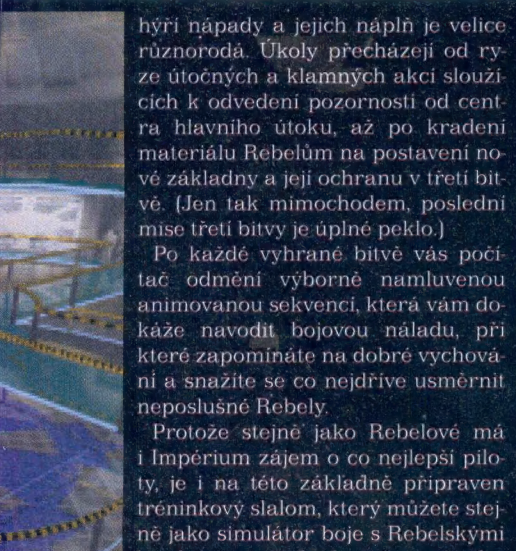 hýří nápady a jejich náplň je velice
různorodá. Úkoly přecházejí od ry-
ze útočných a klamných akcí slouží-
cích k odvedení pozornosti od cent-
ra hlavního útoku, až po kradení
materiálu Rebelům na postavení no-
vé základny a její ochranu v třetí bit-
vě. (Jen tak mimochodem, poslední
mise třetí bitvy je úplné peklo.)
Po každé vyhrané bitvě vás počí-
tač odmění výborně namluvenou
animovanou sekvencí, která vám do-
káže navodit bojovou náladu, při
které zapomínáte na dobré vychová-
ní a snažíte se co nejdříve usměrnit
neposlušné Rebely.
Protože stejně jako Rebelové má
i Impérium zájem o co nejlepší pilo-
ty, je i na této základně připraven
tréninkový slalom, který můžete stej-
ně jako simulátor boje s Rebelskými